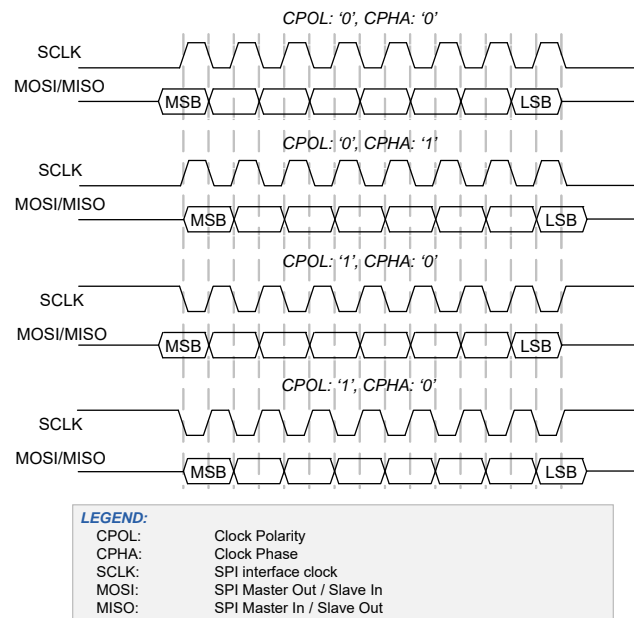 CPOL: ‘0’, CPHA: ‘0’
SCLK
MOSI/MISO
MSB LSB
CPOL: ‘0’, CPHA: ‘1’
SCLK
MOSI/MISO
MSB LSB
CPOL: ‘1’, CPHA: ‘0’
SCLK
MOSI/MISO
MSB LSB
CPOL: ‘1’, CPHA: ‘0’
SCLK
MOSI/MISO
MSB LSB
LEGEND:
CPOL: Clock Polarity
CPHA: Clock Phase
SCLK: SPI interface clock
MOSI: SPI Master Out / Slave In
MISO: SPI Master In / Slave Out